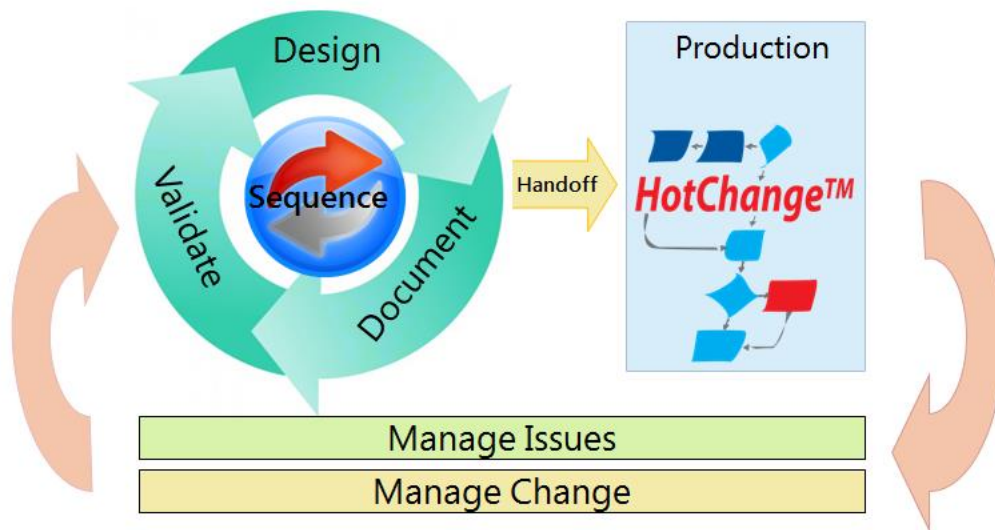 Design
Production
Sequence
Validate
Document
Handoff
HotChange™
Manage Issues
Manage Change